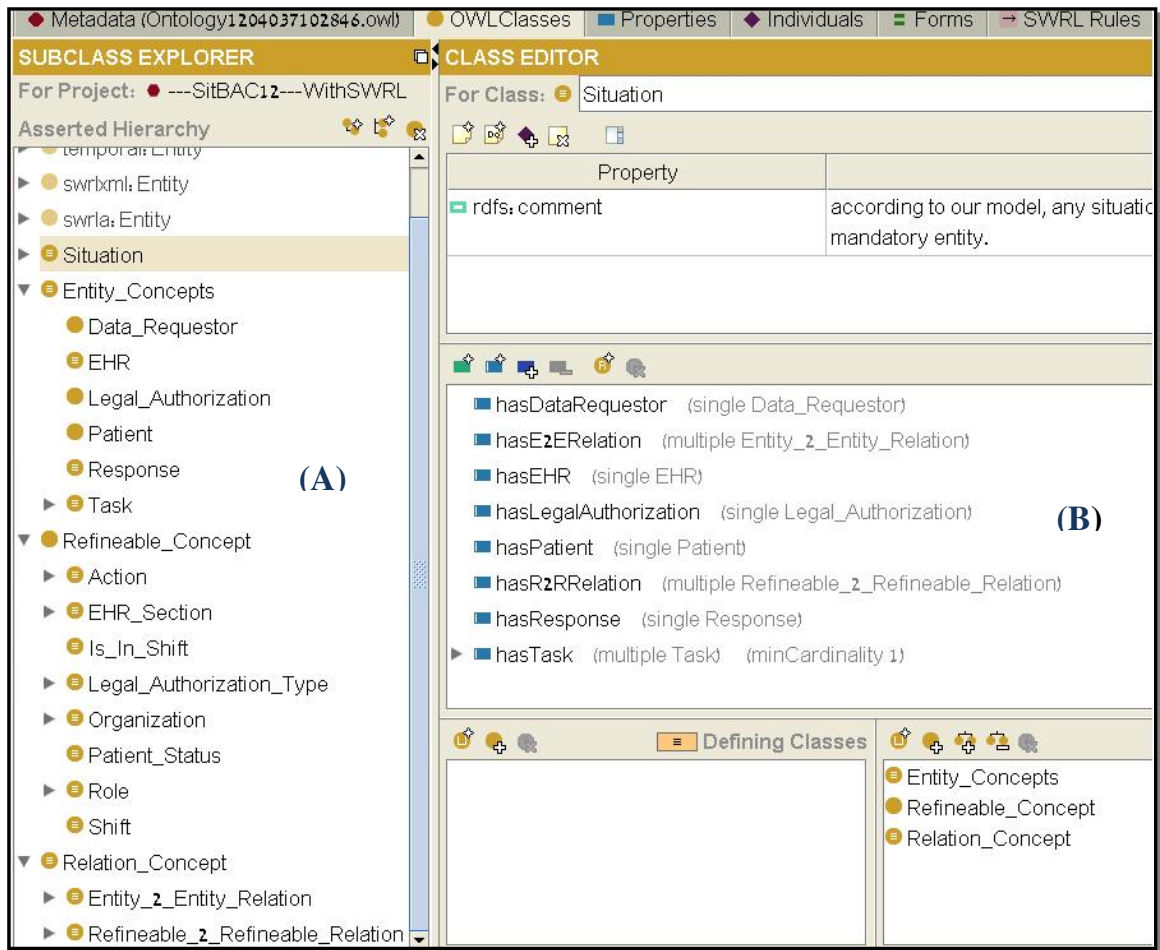 Metadata (Ontology1204037102846.owl) OWLClasses Properties Individuals Forms SWRL Rules
SUBCLASS EXPLORER
For Project: ---SitBAC12---WithSWRL
Asserted Hierarchy
temporal:Entity
swrlxml:Entity
swrla:Entity
Situation
Entity_Concepts
Data_Requestor
EHR
Legal_Authorization
Patient
Response
(A)
Task
Refineable_Concept
Action
EHR_Section
Is_In_Shift
Legal_Authorization_Type
Organization
Patient_Status
Role
Shift
Relation_Concept
Entity_2_Entity_Relation
Refineable_2_Refineable_Relation
CLASS EDITOR
For Class: Situation
Property
rdfs:comment
according to our model, any situatio
mandatory entity.
hasDataRequestor (single Data_Requestor)
hasE2ERelation (multiple Entity_2_Entity_Relation)
hasEHR (single EHR)
hasLegalAuthorization (single Legal_Authorization)
(B)
hasPatient (single Patient)
hasR2RRelation (multiple Refineable_2_Refineable_Relation)
hasResponse (single Response)
hasTask (multiple Task) (minCardinality 1)
Defining Classes
Entity_Concepts
Refineable_Concept
Relation_Concept